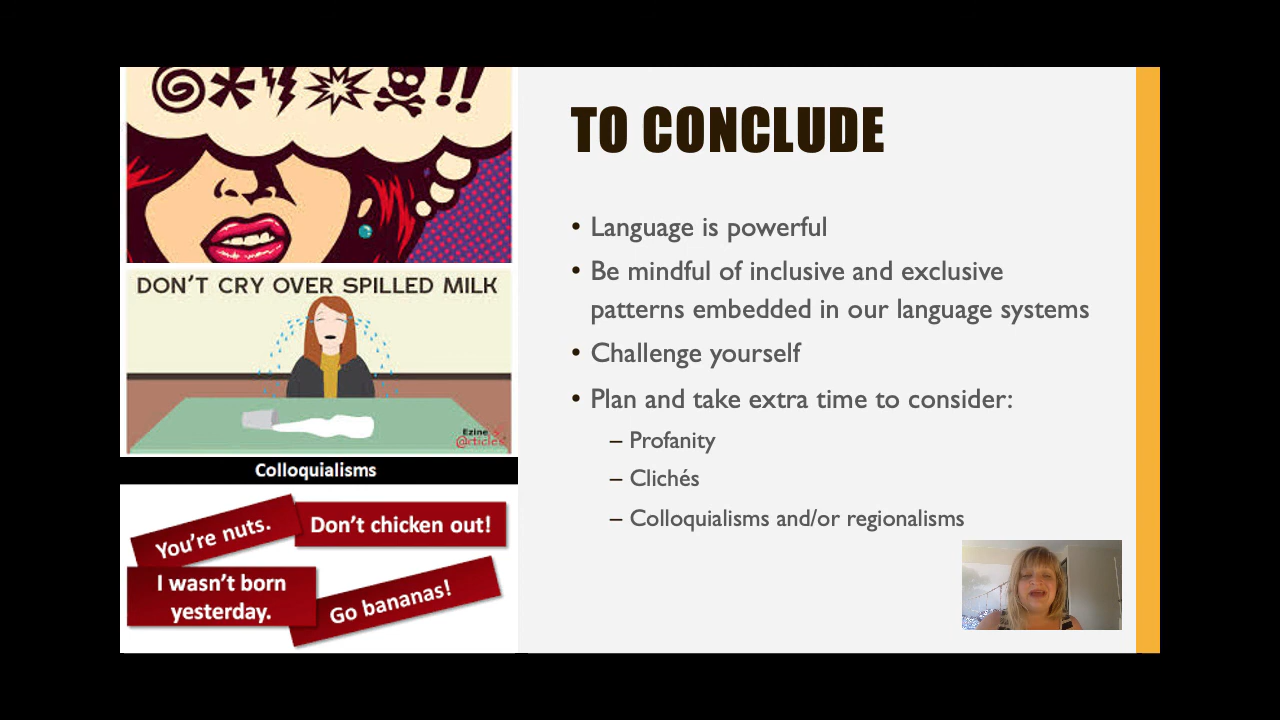 TO CONCLUDE
• Language is powerful
• Be mindful of inclusive and exclusive
patterns embedded in our language systems
• Challenge yourself
• Plan and take extra time to consider:
– Profanity
– Clichés
– Colloquialisms and/or regionalisms
!!
DON'T CRY OVER SPILLED MILK
Ezine
@rticles
Colloquialisms
You're nuts.
Don't chicken out!
I wasn't born
yesterday.
Go bananas!